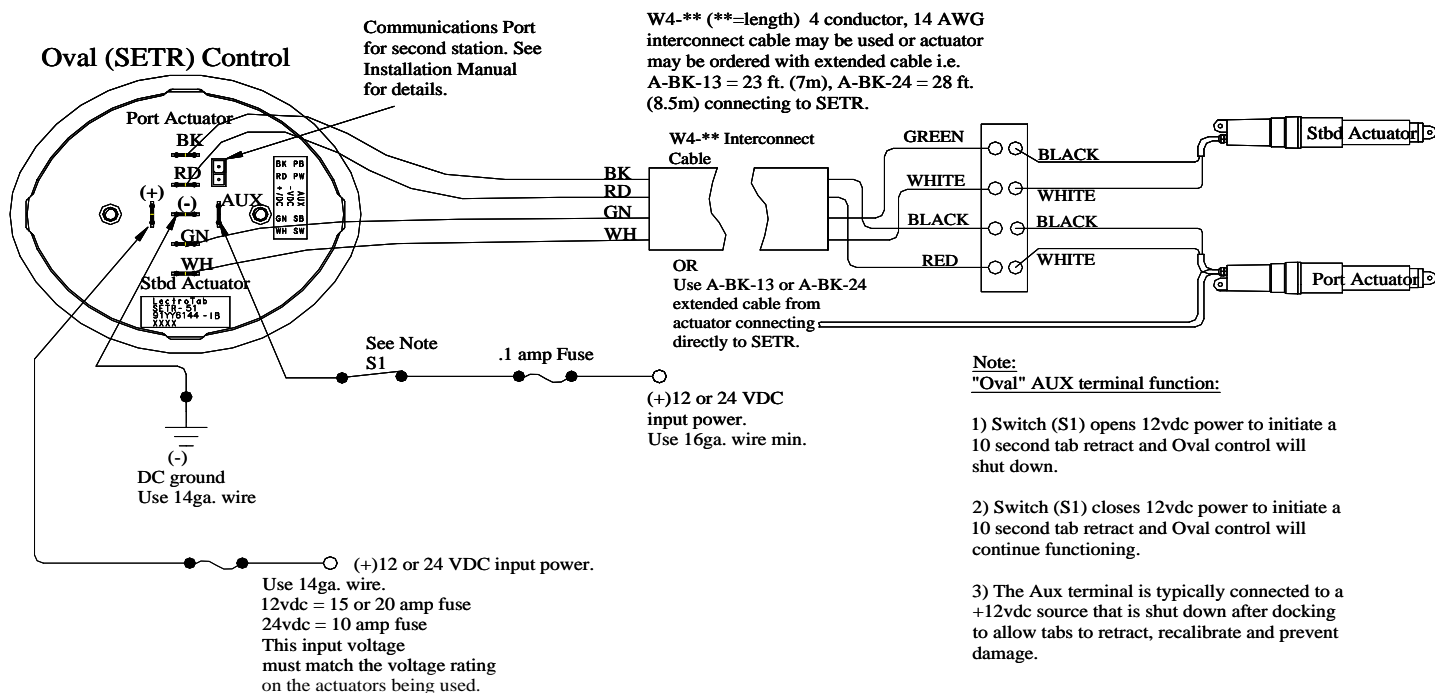 Oval (SETR) Control
Communications Port
for second station. See
Installation Manual
for details.
W4-** (**=length) 4 conductor, 14 AWG
interconnect cable may be used or actuator
may be ordered with extended cable i.e.
A-BK-13 = 23 ft. (7m), A-BK-24 = 28 ft.
(8.5m) connecting to SETR.
Port Actuator
BK
RD
(+)
(-)
AUX
GN
WH
Stbd Actuator
BK PB
RD PW
+/DC
-VDC
AUX
GN SB
WH SW
LectroTab
SETR-51
91YY6144-IB
XXXX
W4-** Interconnect
Cable
BK
RD
GN
WH
OR
Use A-BK-13 or A-BK-24
extended cable from
actuator connecting
directly to SETR.
GREEN
WHITE
BLACK
RED
BLACK
WHITE
BLACK
WHITE
Stbd Actuator
Port Actuator
See Note
S1
.1 amp Fuse
(+)12 or 24 VDC
input power.
Use 16ga. wire min.
(-)
DC ground
Use 14ga. wire
(+)12 or 24 VDC input power.
Use 14ga. wire.
12vdc = 15 or 20 amp fuse
24vdc = 10 amp fuse
This input voltage
must match the voltage rating
on the actuators being used.
Note:
"Oval" AUX terminal function:
1) Switch (S1) opens 12vdc power to initiate a
10 second tab retract and Oval control will
shut down.
2) Switch (S1) closes 12vdc power to initiate a
10 second tab retract and Oval control will
continue functioning.
3) The Aux terminal is typically connected to a
+12vdc source that is shut down after docking
to allow tabs to retract, recalibrate and prevent
damage.